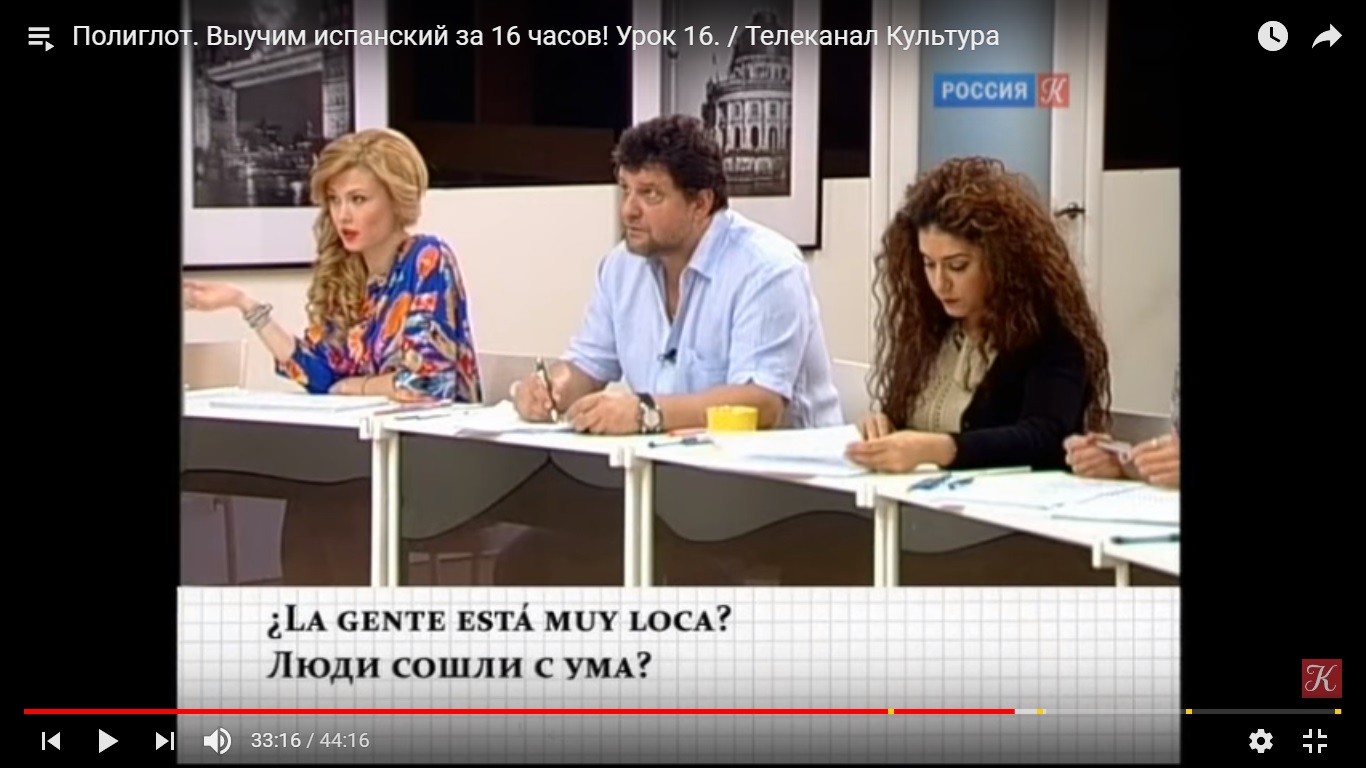 Полиглот. Выучим испанский за 16 часов! Урок 16. / Телеканал Культура
РОССИЯ К
¿La gente está muy loca?
Люди сошли с ума?
К
33:16 / 44:16